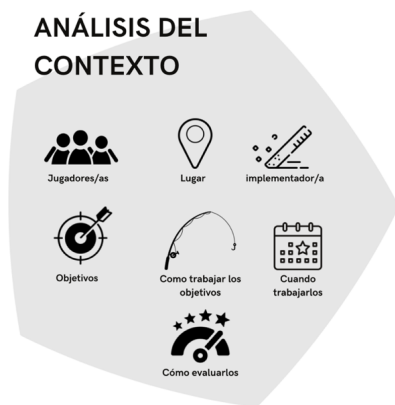 ANÁLISIS DEL
CONTEXTO
Jugadores/as
Lugar
implementador/a
Objetivos
Como trabajar los
objetivos
Cuando
trabajarlos
Cómo evaluarlos